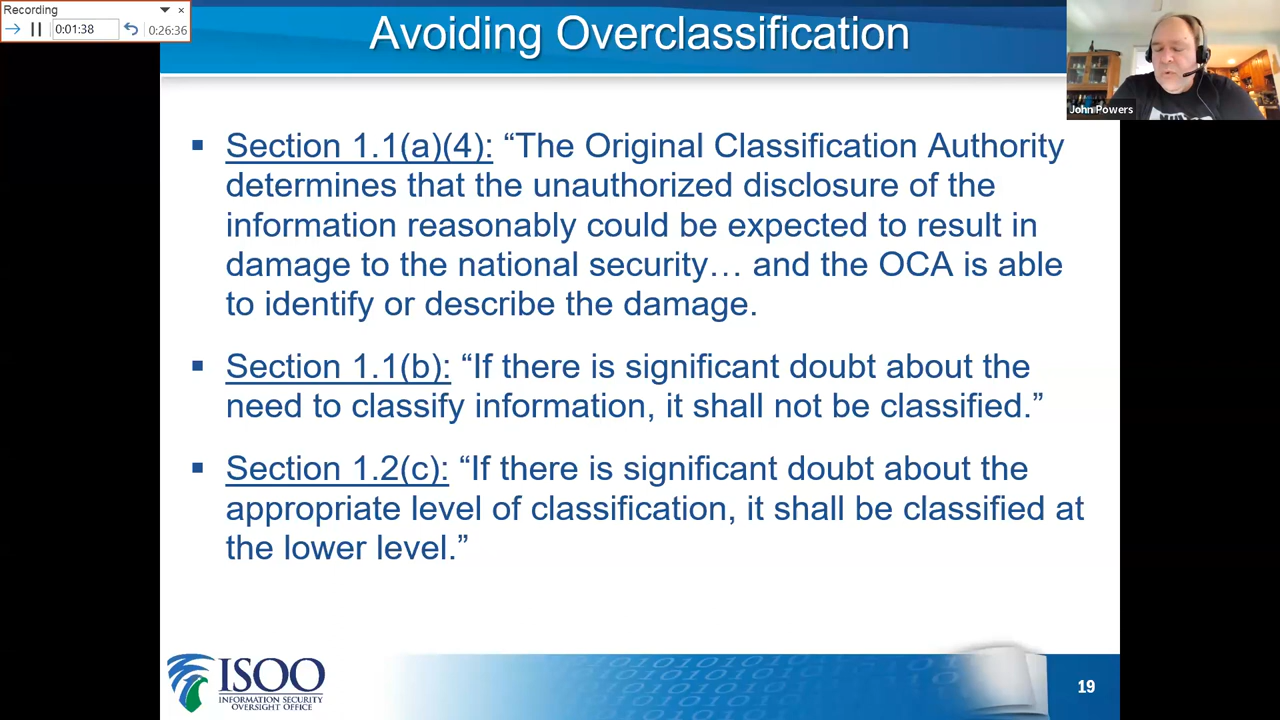 Recording
0:01:38
0:26:36
Avoiding Overclassification
John Powers
▪ Section 1.1(a)(4): “The Original Classification Authority
determines that the unauthorized disclosure of the
information reasonably could be expected to result in
damage to the national security… and the OCA is able
to identify or describe the damage.
▪ Section 1.1(b): “If there is significant doubt about the
need to classify information, it shall not be classified.”
▪ Section 1.2(c): “If there is significant doubt about the
appropriate level of classification, it shall be classified at
the lower level.”
ISOO
INFORMATION SECURITY
OVERSIGHT OFFICE
19